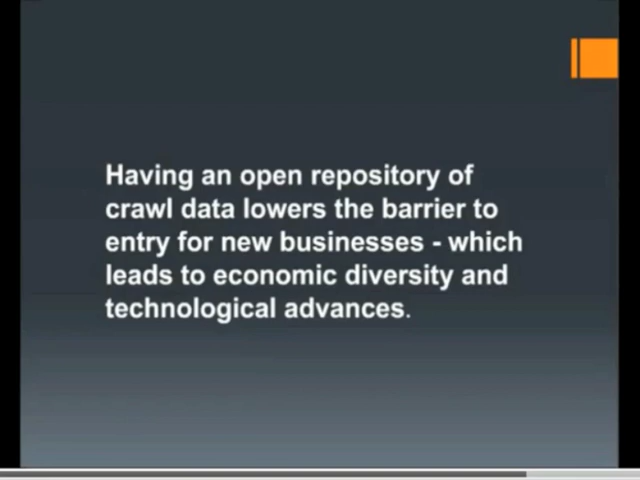 Having an open repository of
crawl data lowers the barrier to
entry for new businesses - which
leads to economic diversity and
technological advances.